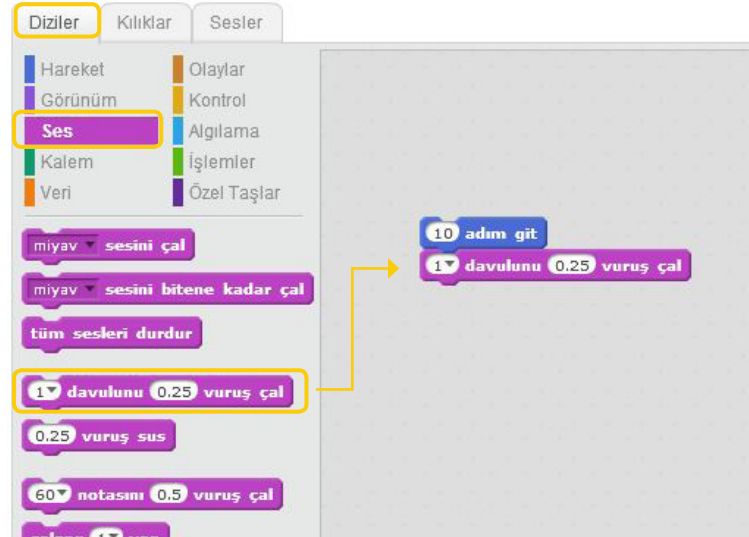 Diziler Kılıklar Sesler
Hareket Olaylar
Görünüm Kontrol
Ses Algılama
Kalem İşlemler
Veri Özel Taşlar
miyav sesini çal
miyav sesini bitene kadar çal
tüm sesleri durdur
1 davulunu 0.25 vuruş çal
0.25 vuruş sus
60 notasını 0.5 vuruş çal
10 adım git
1 davulunu 0.25 vuruş çal